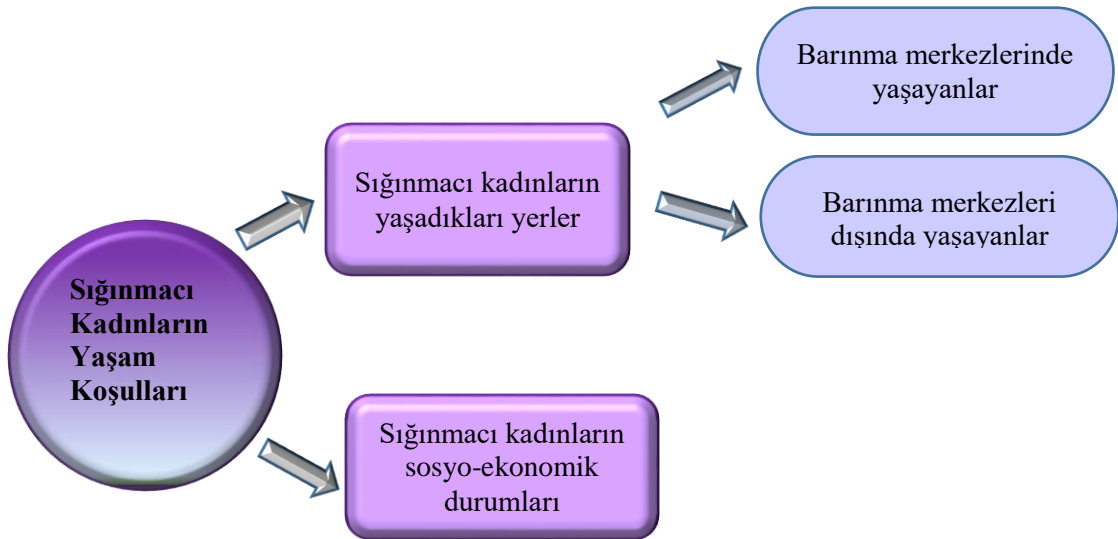 Sığınmacı
Kadınların
Yaşam
Koşulları
Sığınmacı kadınların
yaşadıkları yerler
Barınma merkezlerinde
yaşayanlar
Barınma merkezleri
dışında yaşayanlar
Sığınmacı kadınların
sosyo-ekonomik
durumları